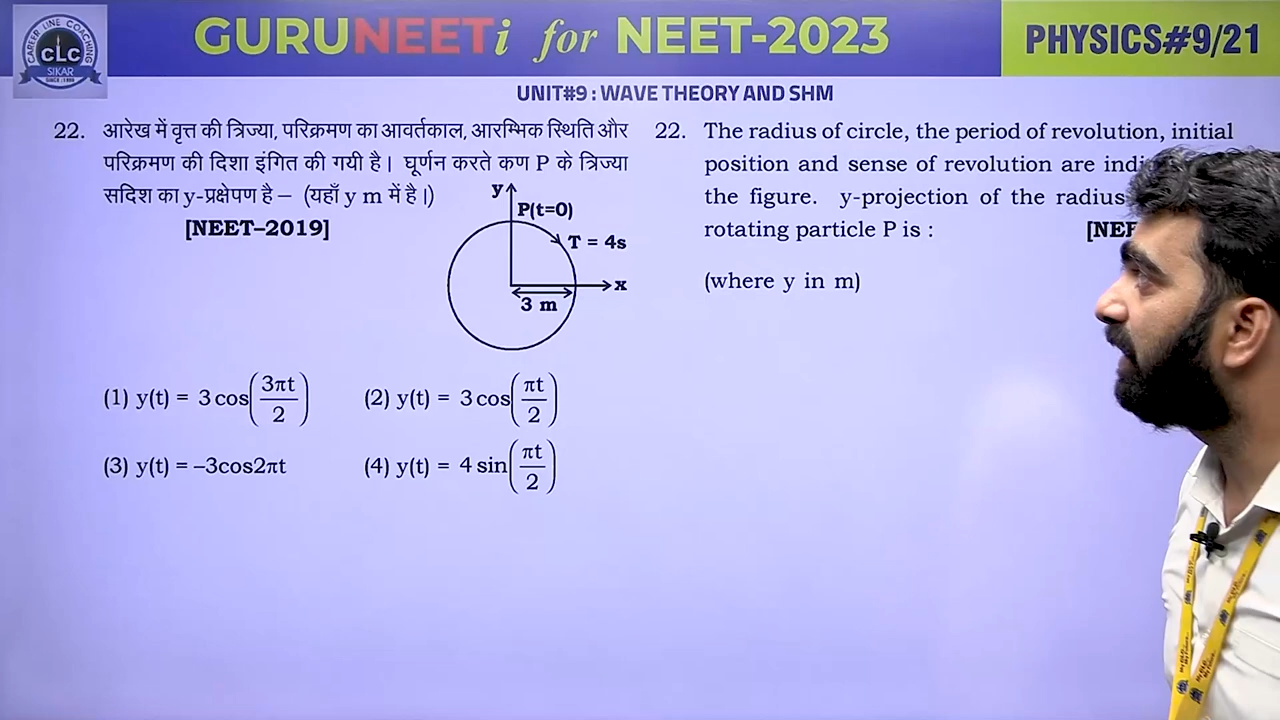 CAREER LINE COACHING
CLC
SIKAR
SINCE : 1996
GURUNEETi for NEET-2023
PHYSICS#9/21
UNIT#9 : WAVE THEORY AND SHM
22. आरेख में वृत्त की त्रिज्या, परिक्रमण का आवर्तकाल, आरम्भिक स्थिति और
परिक्रमण की दिशा इंगित की गयी है। घूर्णन करते कण P के त्रिज्या
सदिश का y-प्रक्षेपण है – (यहाँ y m में है।)
[NEET–2019]
y
P(t=0)
T = 4s
x
3 m
(1) y(t) = 3 cos(3πt/2) (2) y(t) = 3 cos(πt/2)
(3) y(t) = –3cos2πt (4) y(t) = 4 sin(πt/2)
22. The radius of circle, the period of revolution, initial
position and sense of revolution are
the figure. y-projection of the radius
rotating particle P is :
(where y in m)